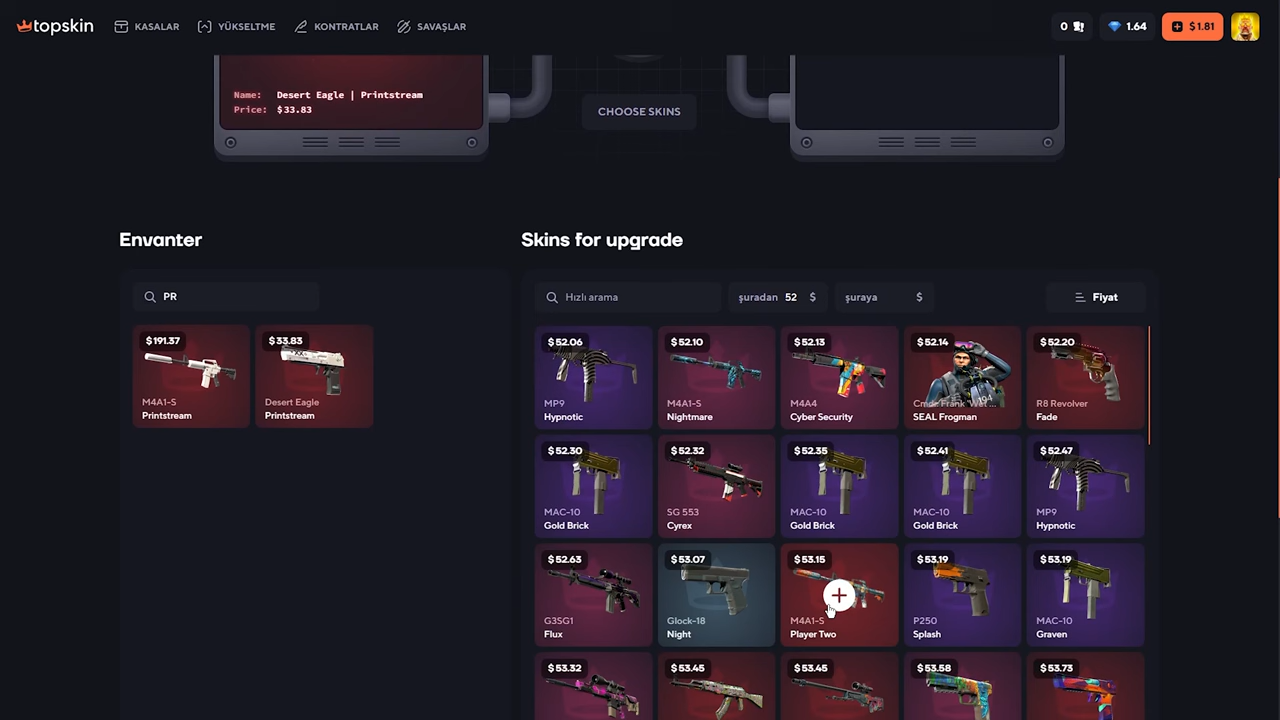 topskin
KASALAR
YÜKSELTME
KONTRATLAR
SAVAŞLAR
0
1.64
$ 1.81
Name: Desert Eagle | Printstream
Price: $33.83
CHOOSE SKINS
Envanter
Skins for upgrade
PR
Hızlı arama
şuradan 52 $
şuraya $
Fiyat
$ 191.37
M4A1-S
Printstream
$ 33.83
Desert Eagle
Printstream
$ 52.06
MP9
Hypnotic
$ 52.10
M4A1-S
Nightmare
$ 52.13
M4A4
Cyber Security
$ 52.14
Cmdr. Frank 'Wet ...
SEAL Frogman
$ 52.20
R8 Revolver
Fade
$ 52.30
MAC-10
Gold Brick
$ 52.32
SG 553
Cyrex
$ 52.35
MAC-10
Gold Brick
$ 52.41
MAC-10
Gold Brick
$ 52.47
MP9
Hypnotic
$ 52.63
G3SG1
Flux
$ 53.07
Glock-18
Night
$ 53.15
M4A1-S
Player Two
$ 53.19
P250
Splash
$ 53.19
MAC-10
Graven
$ 53.32
$ 53.45
$ 53.45
$ 53.58
$ 53.73